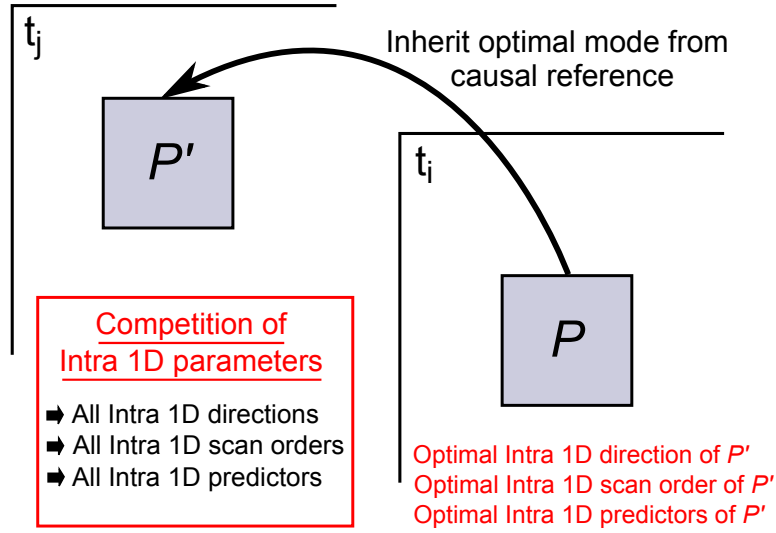 t_j
Inherit optimal mode from
causal reference
P'
t_i
P
Competition of
Intra 1D parameters
➡ All Intra 1D directions
➡ All Intra 1D scan orders
➡ All Intra 1D predictors
Optimal Intra 1D direction of P'
Optimal Intra 1D scan order of P'
Optimal Intra 1D predictors of P'